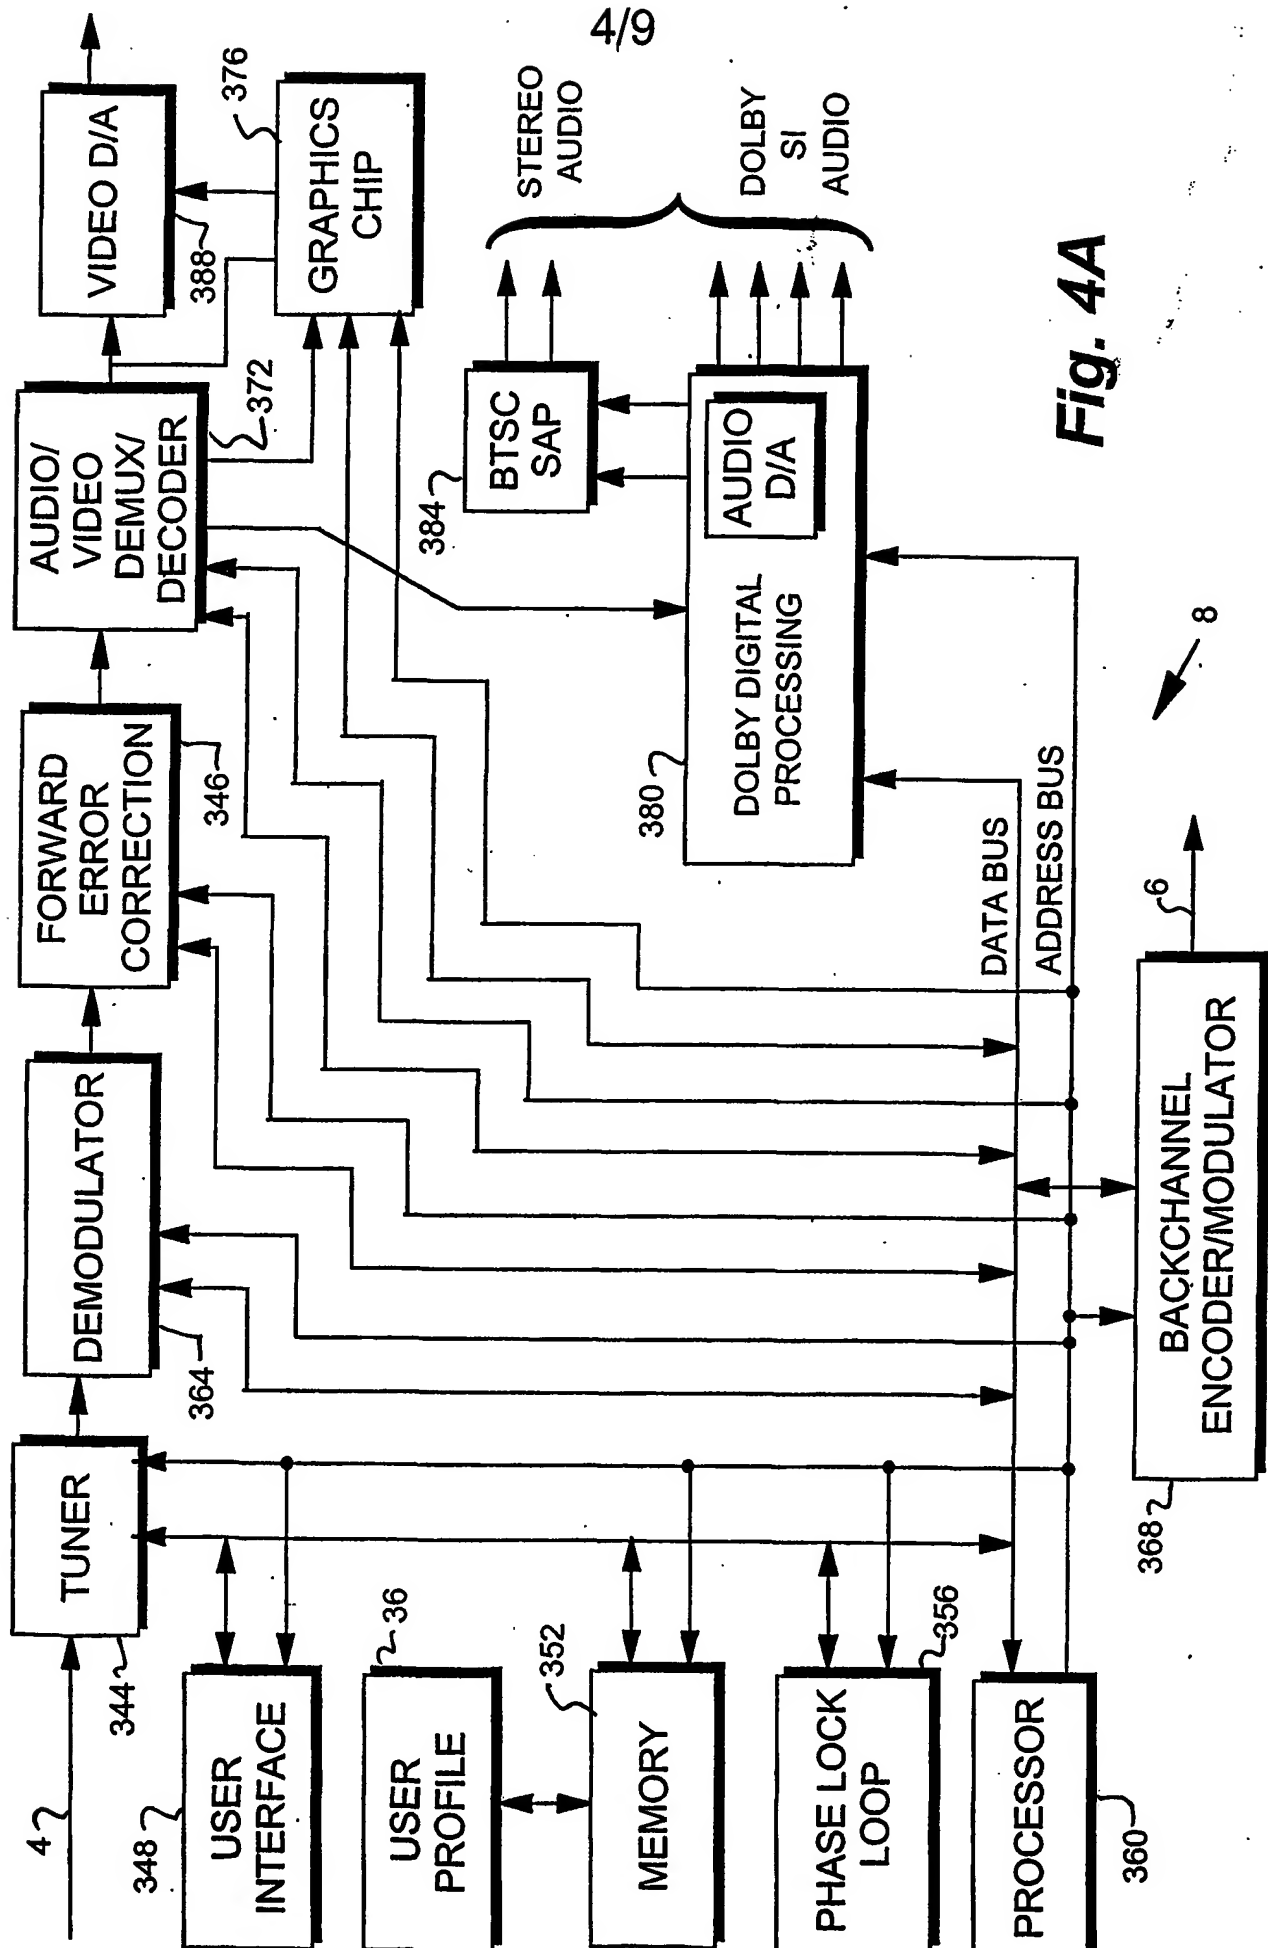 4/9
4
344
TUNER
364
DEMODULATOR
FORWARD
ERROR
CORRECTION
346
AUDIO/
VIDEO
DEMUX/
DECODER
372
VIDEO D/A
388
376
GRAPHICS
CHIP
348
USER
INTERFACE
36
USER
PROFILE
352
MEMORY
356
PHASE LOCK
LOOP
PROCESSOR
360
384
BTSC
SAP
STEREO
AUDIO
380
DOLBY DIGITAL
PROCESSING
AUDIO
D/A
DOLBY
SI
AUDIO
DATA BUS
ADDRESS BUS
368
BACKCHANNEL
ENCODER/MODULATOR
6
8
Fig. 4A